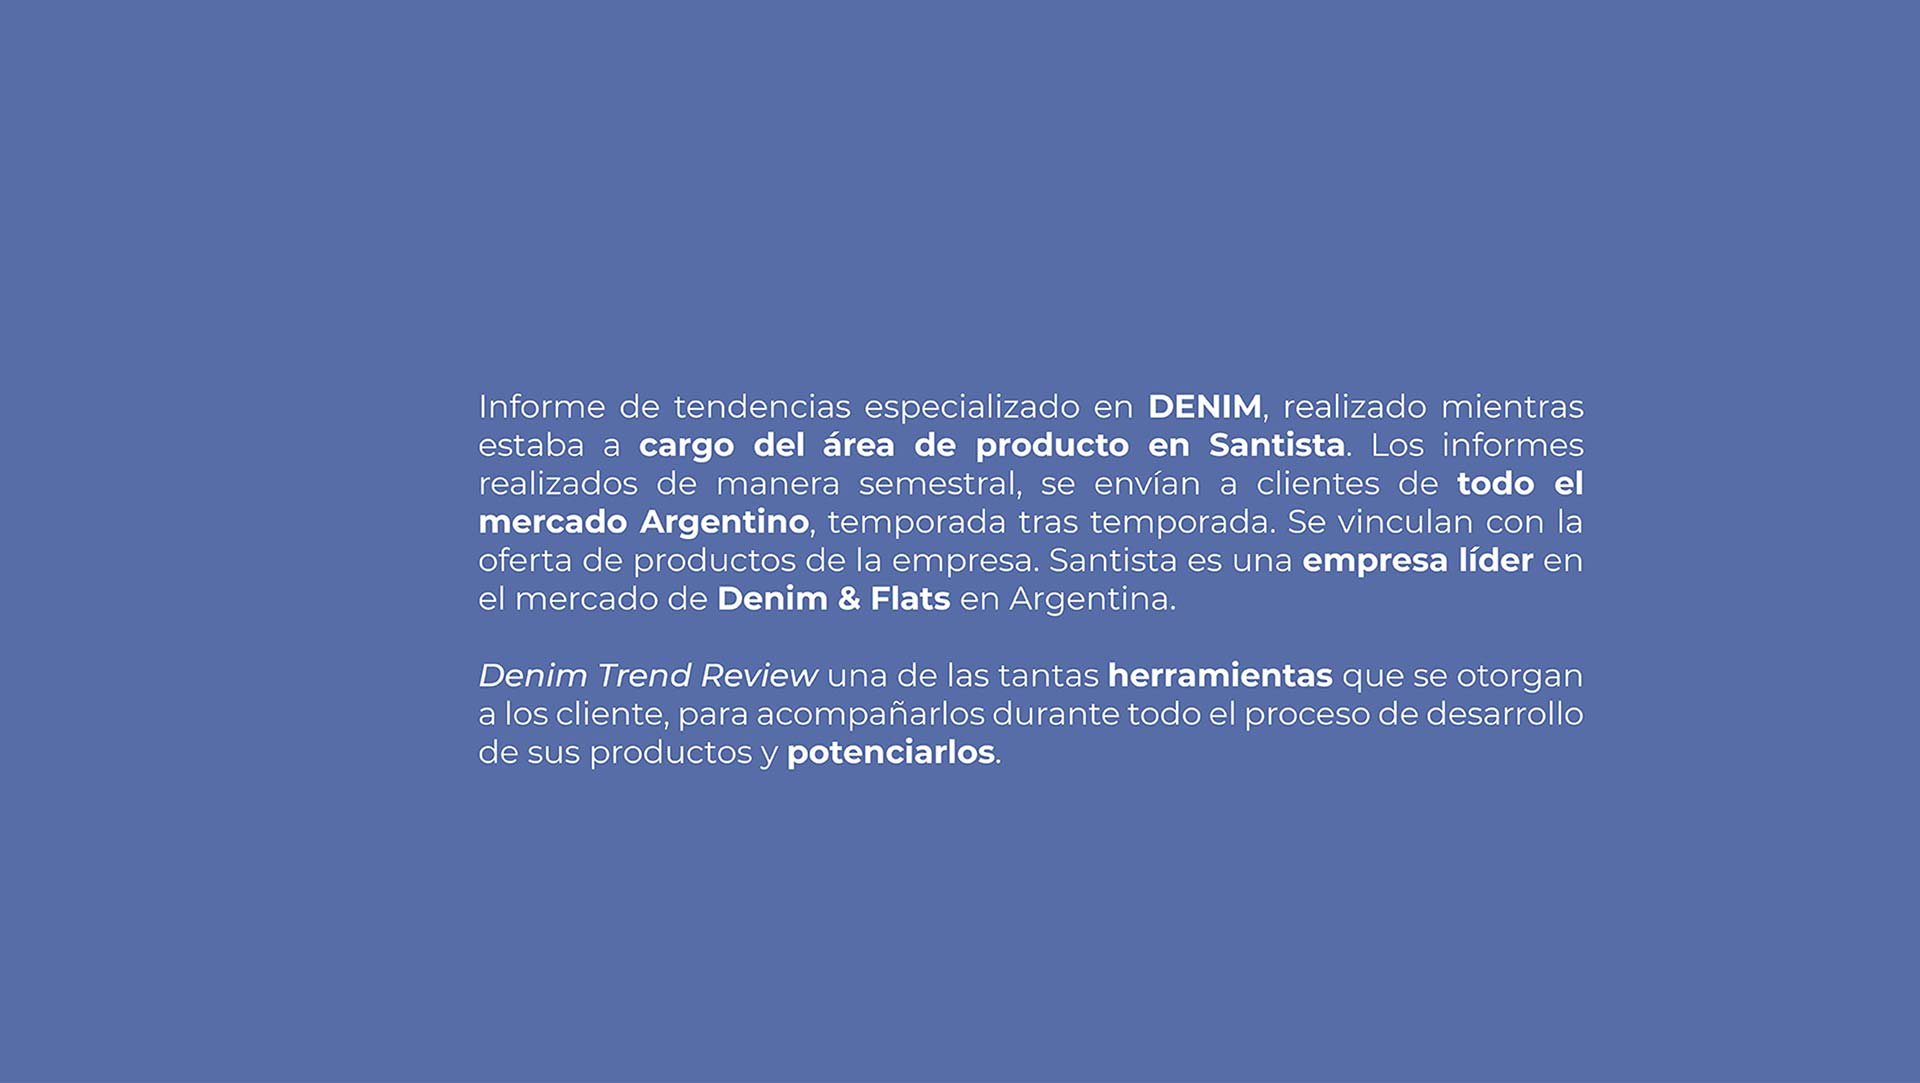 Informe de tendencias especializado en DENIM, realizado mientras
estaba a cargo del área de producto en Santista. Los informes
realizados de manera semestral, se envían a clientes de todo el
mercado Argentino, temporada tras temporada. Se vinculan con la
oferta de productos de la empresa. Santista es una empresa líder en
el mercado de Denim & Flats en Argentina.
Denim Trend Review una de las tantas herramientas que se otorgan
a los cliente, para acompañarlos durante todo el proceso de desarrollo
de sus productos y potenciarlos.